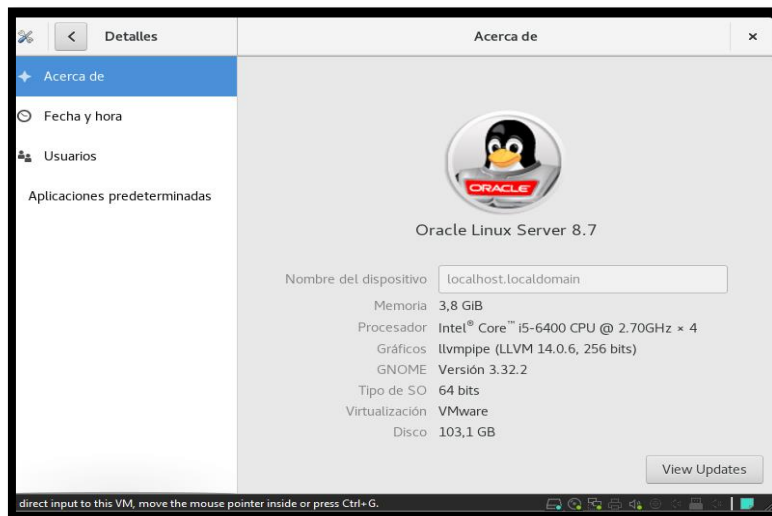 Detalles
Acerca de
Acerca de
Fecha y hora
Usuarios
Aplicaciones predeterminadas
ORACLE
Oracle Linux Server 8.7
Nombre del dispositivo localhost.localdomain
Memoria 3,8 GiB
Procesador Intel® Core™ i5-6400 CPU @ 2.70GHz × 4
Gráficos llvmpipe (LLVM 14.0.6, 256 bits)
GNOME Versión 3.32.2
Tipo de SO 64 bits
Virtualización VMware
Disco 103,1 GB
View Updates
direct input to this VM, move the mouse pointer inside or press Ctrl+G.